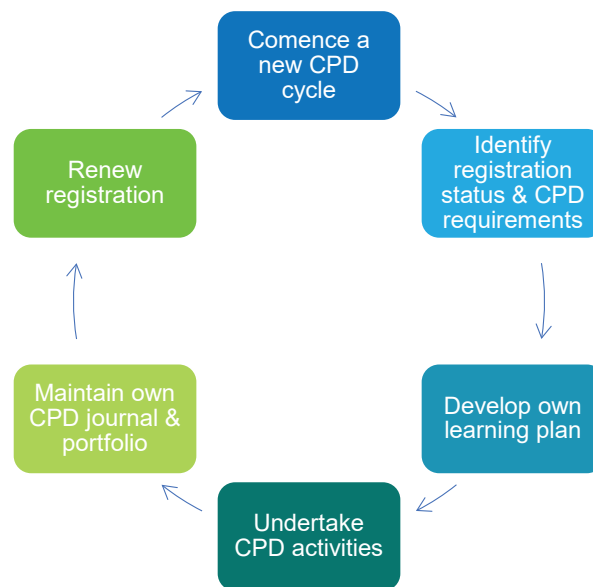 Comence a
new CPD
cycle
Identify
registration
status & CPD
requirements
Develop own
learning plan
Undertake
CPD activities
Maintain own
CPD journal &
portfolio
Renew
registration